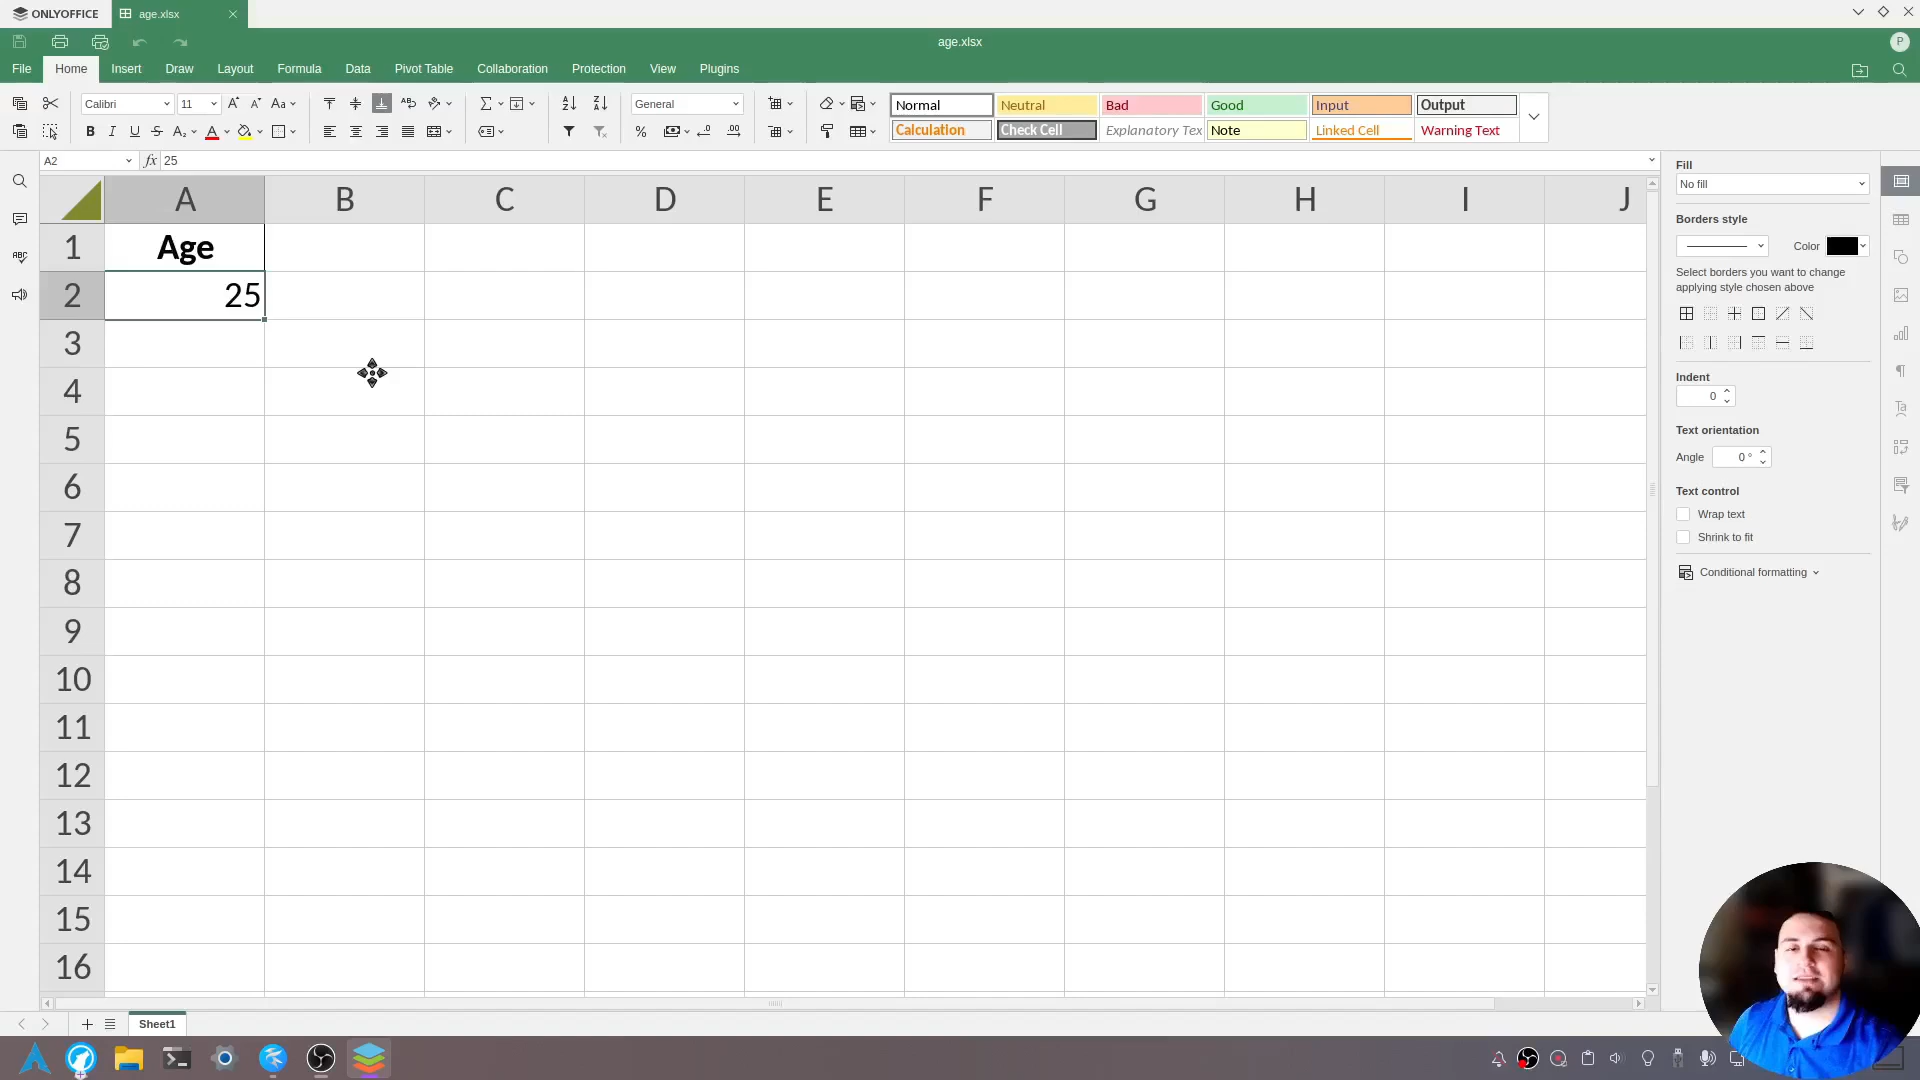 ONLYOFFICE age.xlsx
age.xlsx P
File Home Insert Draw Layout Formula Data Pivot Table Collaboration Protection View Plugins
Calibri 11 Aa General Normal Neutral Bad Good Input Output
B I U S A A % Calculation Check Cell Explanatory Tex Note Linked Cell Warning Text
A2 fx 25
A B C D E F G H I J
1 Age
2 25
3
4
5
6
7
8
9
10
11
12
13
14
15
16
Fill
No fill
Borders style
Color
Select borders you want to change
applying style chosen above
Indent
0
Text orientation
Angle 0 °
Text control
Wrap text
Shrink to fit
Conditional formatting
Sheet1